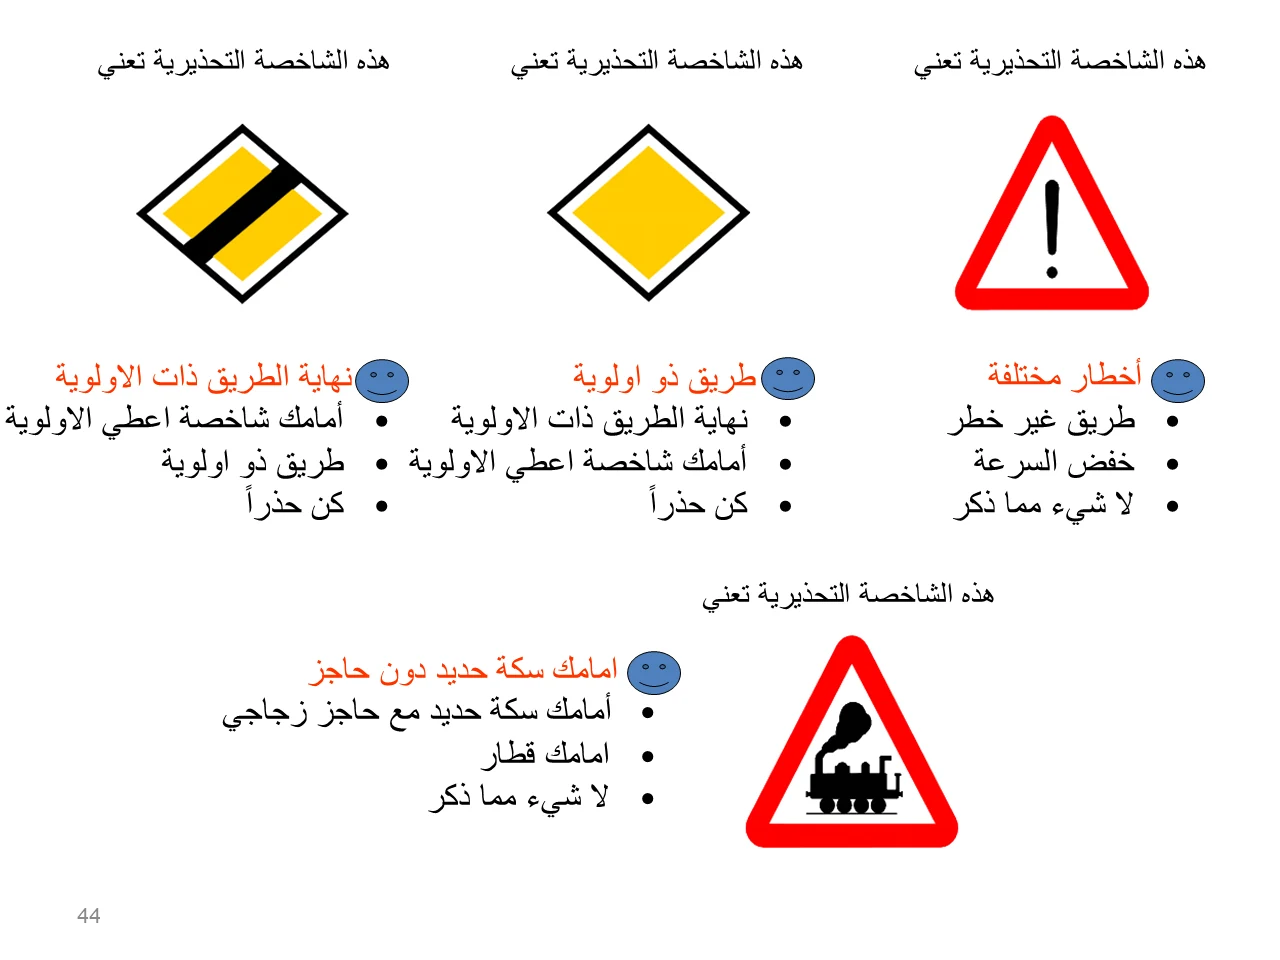 هذه الشاخصة التحذيرية تعني
أخطار مختلفة
طريق غير خطر
خفض السرعة
لا شيء مما ذكر
هذه الشاخصة التحذيرية تعني
طريق ذو اولوية
نهاية الطريق ذات الاولوية
أمامك شاخصة اعطي الاولوية
كن حذراً
هذه الشاخصة التحذيرية تعني
نهاية الطريق ذات الاولوية
أمامك شاخصة اعطي الاولوية
طريق ذو اولوية
كن حذراً
هذه الشاخصة التحذيرية تعني
امامك سكة حديد دون حاجز
أمامك سكة حديد مع حاجز زجاجي
امامك قطار
لا شيء مما ذكر
44